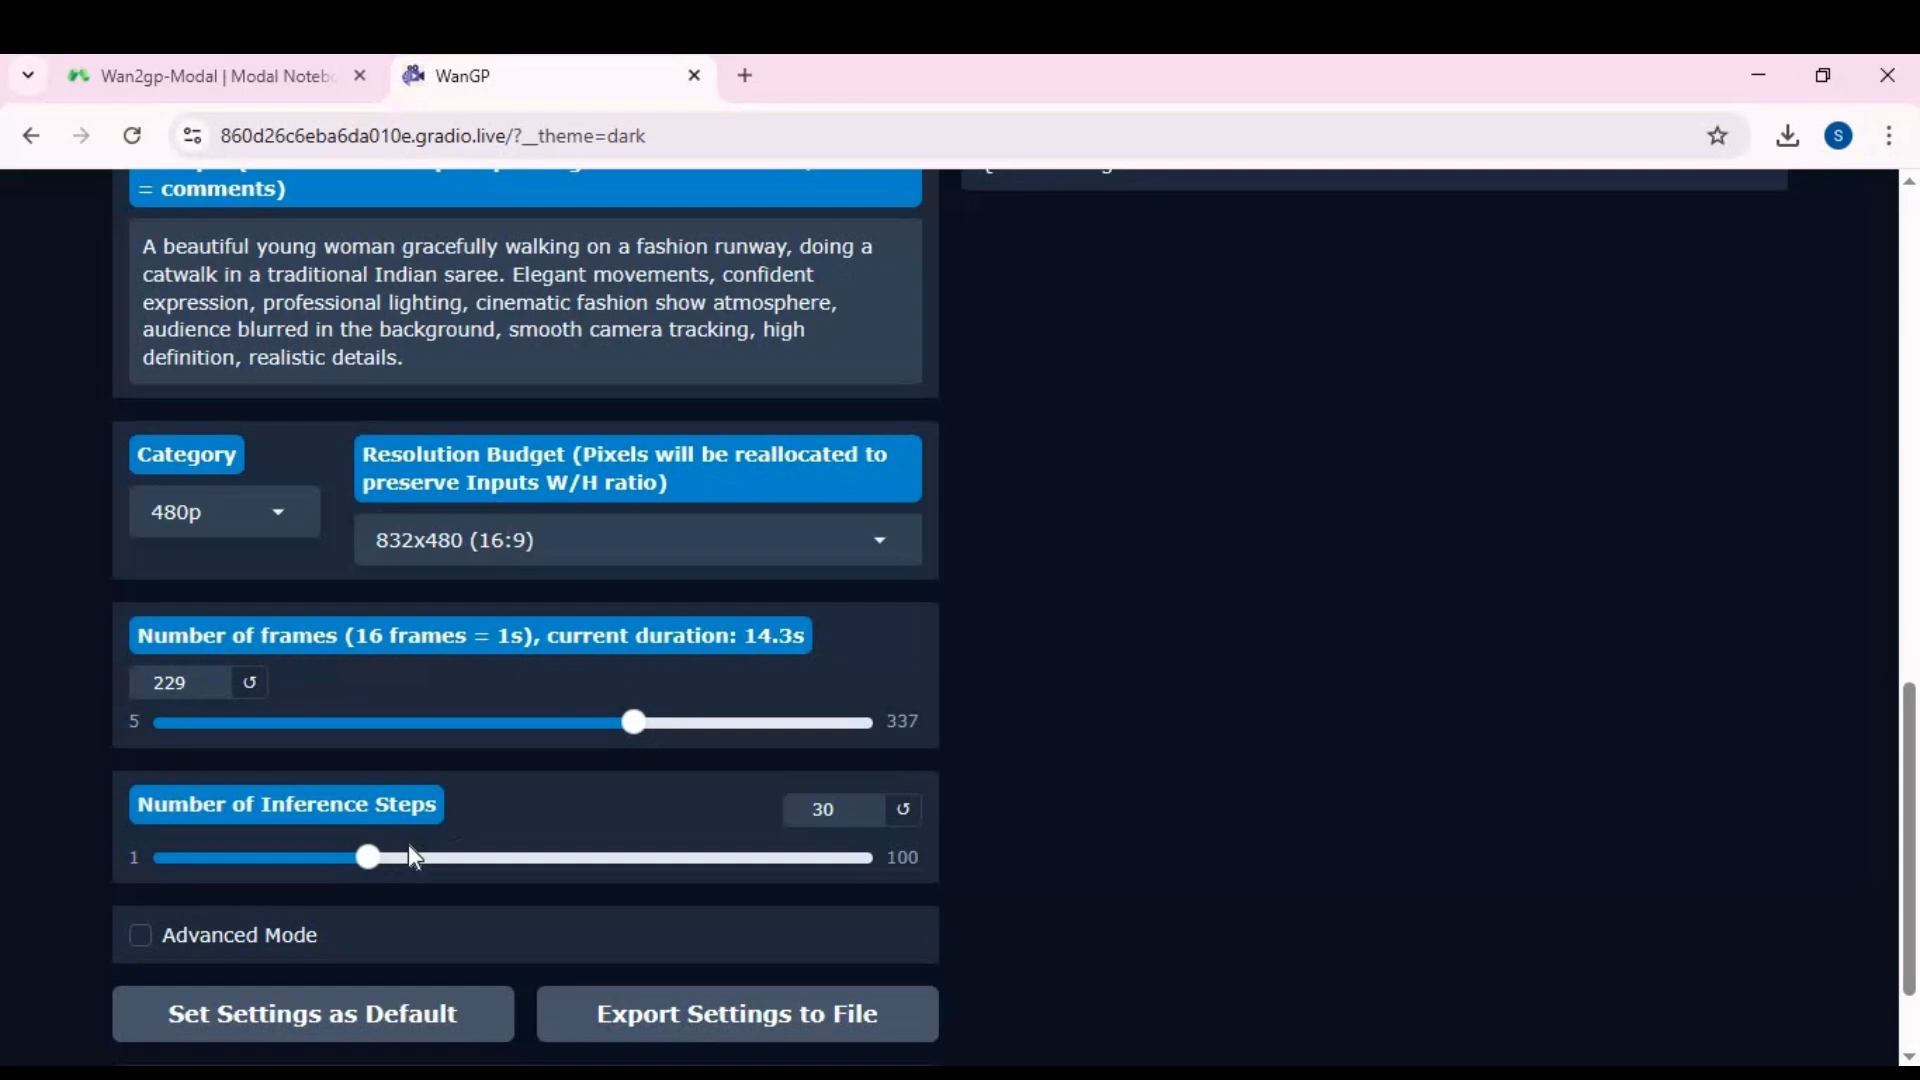 Wan2gp-Modal | Modal Notebo
WanGP
860d26c6eba6da010e.gradio.live/?__theme=dark
S
= comments)
A beautiful young woman gracefully walking on a fashion runway, doing a
catwalk in a traditional Indian saree. Elegant movements, confident
expression, professional lighting, cinematic fashion show atmosphere,
audience blurred in the background, smooth camera tracking, high
definition, realistic details.
Category
Resolution Budget (Pixels will be reallocated to
preserve Inputs W/H ratio)
480p
832x480 (16:9)
Number of frames (16 frames = 1s), current duration: 14.3s
229
5
337
Number of Inference Steps
30
1
100
Advanced Mode
Set Settings as Default
Export Settings to File